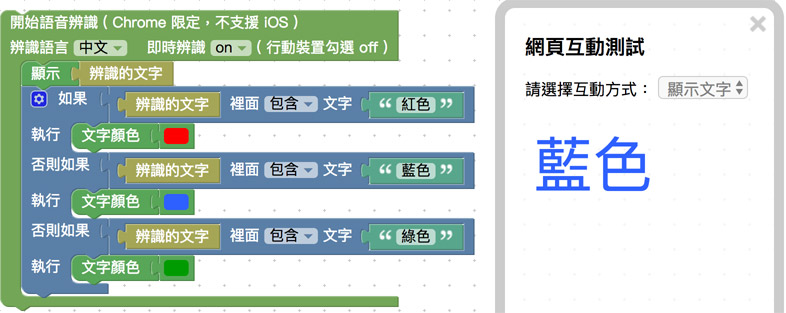 開始語音辨識 ( Chrome 限定，不支援 iOS )
辨識語言 中文 即時辨識 on ( 行動裝置勾選 off )
顯示 辨識的文字
如果 辨識的文字 裡面 包含 文字 “ 紅色 ”
執行 文字顏色
否則如果 辨識的文字 裡面 包含 文字 “ 藍色 ”
執行 文字顏色
否則如果 辨識的文字 裡面 包含 文字 “ 綠色 ”
執行 文字顏色
網頁互動測試
請選擇互動方式： 顯示文字
藍色